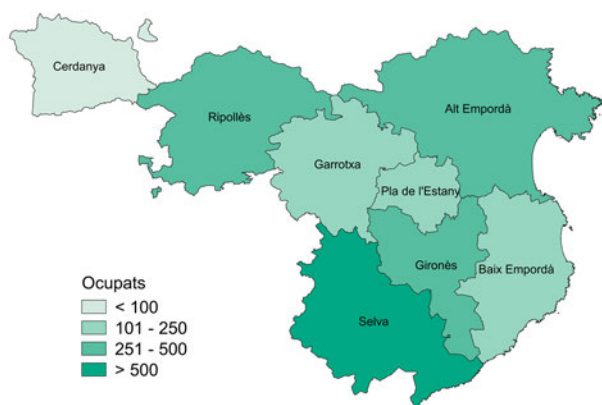 Cerdanya
Ripollès
Alt Empordà
Garrotxa
Pla de l'Estany
Gironès
Baix Empordà
Selva
Ocupats
< 100
101 - 250
251 - 500
> 500